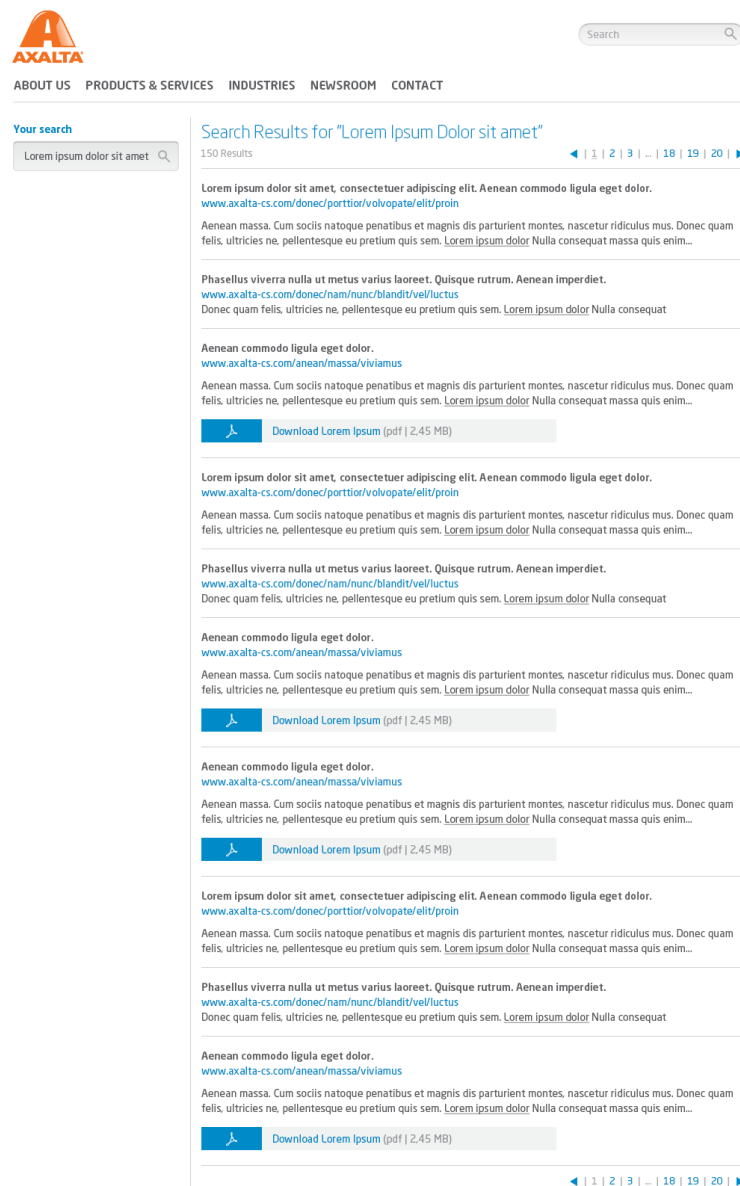 AXALTA
Search
ABOUT US PRODUCTS & SERVICES INDUSTRIES NEWSROOM CONTACT
Your search
Lorem ipsum dolor sit amet
Search Results for "Lorem Ipsum Dolor sit amet"
150 Results
| 1 | 2 | 3 | ... | 18 | 19 | 20 |
Lorem ipsum dolor sit amet, consectetuer adipiscing elit. Aenean commodo ligula eget dolor.
www.axalta-cs.com/donec/porttior/volvopate/elit/proin
Aenean massa. Cum sociis natoque penatibus et magnis dis parturient montes, nascetur ridiculus mus. Donec quam
felis, ultricies ne, pellentesque eu pretium quis sem. Lorem ipsum dolor Nulla consequat massa quis enim...
Phasellus viverra nulla ut metus varius laoreet. Quisque rutrum. Aenean imperdiet.
www.axalta-cs.com/donec/nam/nunc/blandit/vel/luctus
Donec quam felis, ultricies ne, pellentesque eu pretium quis sem. Lorem ipsum dolor Nulla consequat
Aenean commodo ligula eget dolor.
www.axalta-cs.com/anean/massa/viviamus
Aenean massa. Cum sociis natoque penatibus et magnis dis parturient montes, nascetur ridiculus mus. Donec quam
felis, ultricies ne, pellentesque eu pretium quis sem. Lorem ipsum dolor Nulla consequat massa quis enim...
Download Lorem Ipsum (pdf | 2,45 MB)
Lorem ipsum dolor sit amet, consectetuer adipiscing elit. Aenean commodo ligula eget dolor.
www.axalta-cs.com/donec/porttior/volvopate/elit/proin
Aenean massa. Cum sociis natoque penatibus et magnis dis parturient montes, nascetur ridiculus mus. Donec quam
felis, ultricies ne, pellentesque eu pretium quis sem. Lorem ipsum dolor Nulla consequat massa quis enim...
Phasellus viverra nulla ut metus varius laoreet. Quisque rutrum. Aenean imperdiet.
www.axalta-cs.com/donec/nam/nunc/blandit/vel/luctus
Donec quam felis, ultricies ne, pellentesque eu pretium quis sem. Lorem ipsum dolor Nulla consequat
Aenean commodo ligula eget dolor.
www.axalta-cs.com/anean/massa/viviamus
Aenean massa. Cum sociis natoque penatibus et magnis dis parturient montes, nascetur ridiculus mus. Donec quam
felis, ultricies ne, pellentesque eu pretium quis sem. Lorem ipsum dolor Nulla consequat massa quis enim...
Download Lorem Ipsum (pdf | 2,45 MB)
Aenean commodo ligula eget dolor.
www.axalta-cs.com/anean/massa/viviamus
Aenean massa. Cum sociis natoque penatibus et magnis dis parturient montes, nascetur ridiculus mus. Donec quam
felis, ultricies ne, pellentesque eu pretium quis sem. Lorem ipsum dolor Nulla consequat massa quis enim...
Download Lorem Ipsum (pdf | 2,45 MB)
Lorem ipsum dolor sit amet, consectetuer adipiscing elit. Aenean commodo ligula eget dolor.
www.axalta-cs.com/donec/porttior/volvopate/elit/proin
Aenean massa. Cum sociis natoque penatibus et magnis dis parturient montes, nascetur ridiculus mus. Donec quam
felis, ultricies ne, pellentesque eu pretium quis sem. Lorem ipsum dolor Nulla consequat massa quis enim...
Phasellus viverra nulla ut metus varius laoreet. Quisque rutrum. Aenean imperdiet.
www.axalta-cs.com/donec/nam/nunc/blandit/vel/luctus
Donec quam felis, ultricies ne, pellentesque eu pretium quis sem. Lorem ipsum dolor Nulla consequat
Aenean commodo ligula eget dolor.
www.axalta-cs.com/anean/massa/viviamus
Aenean massa. Cum sociis natoque penatibus et magnis dis parturient montes, nascetur ridiculus mus. Donec quam
felis, ultricies ne, pellentesque eu pretium quis sem. Lorem ipsum dolor Nulla consequat massa quis enim...
Download Lorem Ipsum (pdf | 2,45 MB)
| 1 | 2 | 3 | ... | 18 | 19 | 20 |